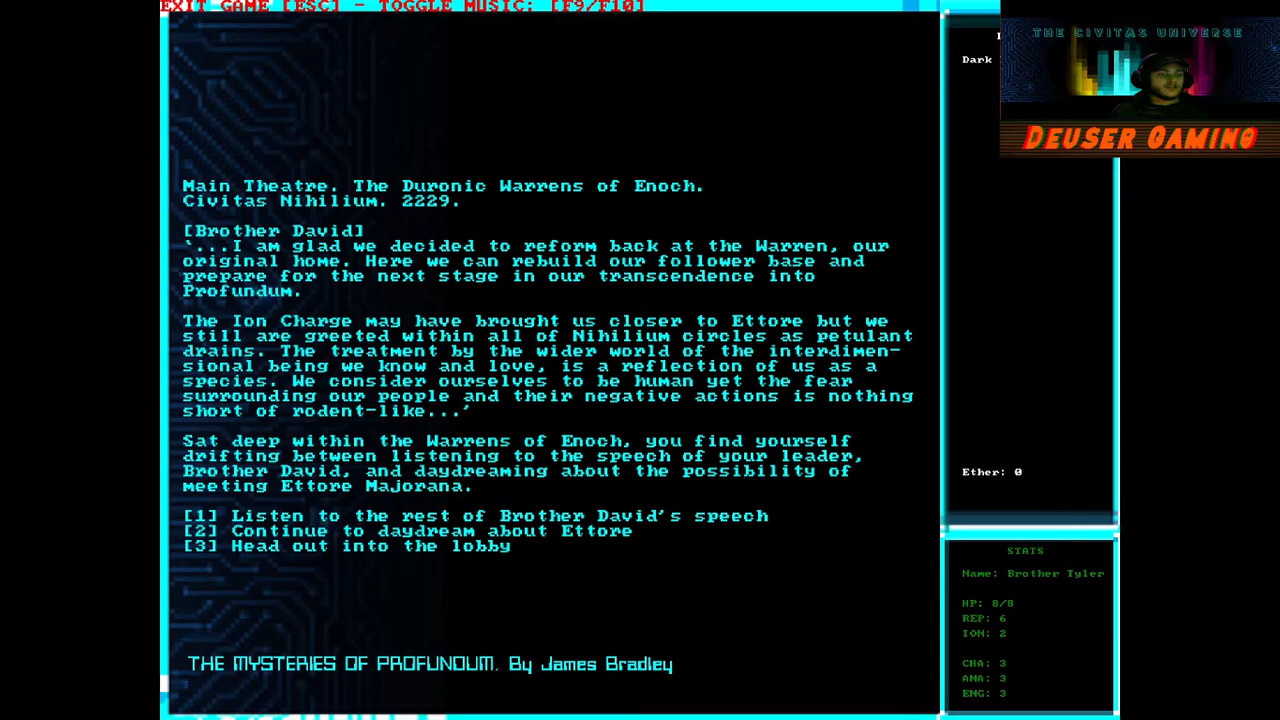 EXIT GAME [ESC] - TOGGLE MUSIC: [F9/F10]
THE CIVITAS UNIVERSE
Dark
DEUSER GAMING
Main Theatre. The Duronic Warrens of Enoch.
Civitas Nihilium. 2229.
[Brother David]
‘...I am glad we decided to reform back at the Warren, our
original home. Here we can rebuild our follower base and
prepare for the next stage in our transcendence into
Profundum.
The Ion Charge may have brought us closer to Ettore but we
still are greeted within all of Nihilium circles as petulant
drains. The treatment by the wider world of the interdimen-
sional being we know and love, is a reflection of us as a
species. We consider ourselves to be human yet the fear
surrounding our people and their negative actions is nothing
short of rodent-like...’
Sat deep within the Warrens of Enoch, you find yourself
drifting between listening to the speech of your leader,
Brother David, and daydreaming about the possibility of
meeting Ettore Majorana.
[1] Listen to the rest of Brother David's speech
[2] Continue to daydream about Ettore
[3] Head out into the lobby
THE MYSTERIES OF PROFUNDUM. By James Bradley
Ether: 0
STATS
Name: Brother Tyler
HP: 8/8
REP: 6
ION: 2
CHA: 3
ANA: 3
ENG: 3